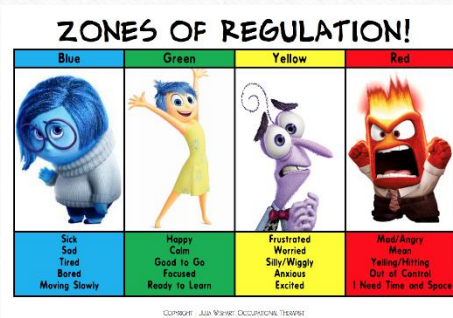 ZONES OF REGULATION!
Blue
Green
Yellow
Red
Sick
Sad
Tired
Bored
Moving Slowly
Happy
Calm
Good to Go
Focused
Ready to Learn
Frustrated
Worried
Silly/Wiggly
Anxious
Excited
Mad/Angry
Mean
Yelling/Hitting
Out of Control
I Need Time and Space
Copyright Julia Wishart: Occupational Therapist